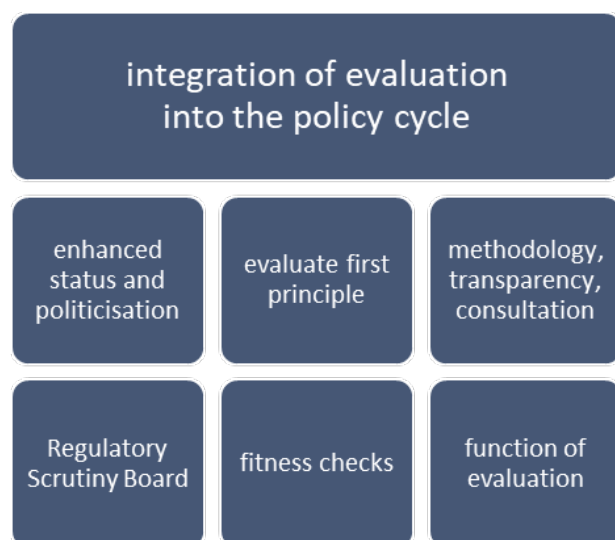 integration of evaluation
into the policy cycle
enhanced
status and
politicisation
evaluate first
principle
methodology,
transparency,
consultation
Regulatory
Scrutiny Board
fitness checks
function of
evaluation